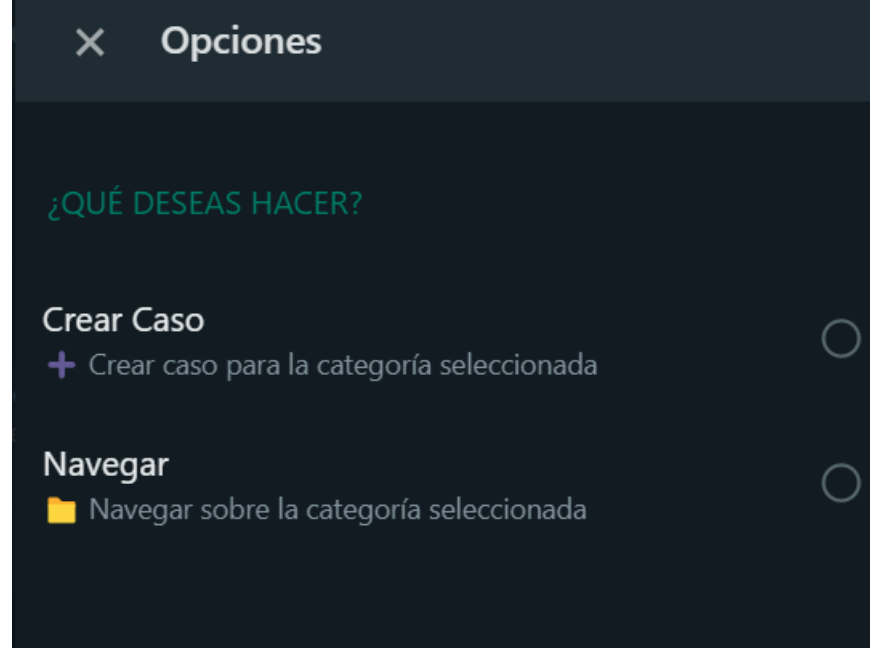 Opciones
¿QUÉ DESEAS HACER?
Crear Caso
➕ Crear caso para la categoría seleccionada
Navegar
📁 Navegar sobre la categoría seleccionada